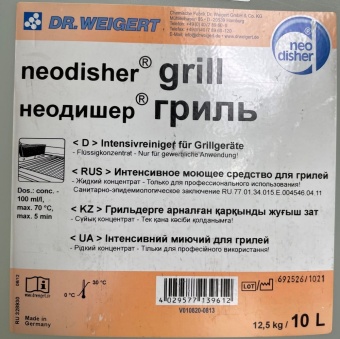 DR. WEIGERT
neo
disher
neodisher® grill
неодишер® гриль
< D > Intensivreiniger für Grillgeräte
- Flüssigkonzentrat - Nur für gewerbliche Anwendung!
< RUS > Интенсивное моющее средство для грилей
- Жидкий концентрат - Только для профессионального использования!
Санитарно-эпидемиологическое заключение RU 77.01.34.015.Е.004546.04.11
Dos.: conc. -
100 ml/l,
max. 70 °C,
max. 5 min
< KZ > Грильдерге арналған қарқынды жуғыш зат
- Сұйық концентрат - Тек қана кәсіби қолданым!
< UA > Інтенсивний миючий для грилей
- Рідкий концентрат - Тільки для професійного використання!
0 °C
30 °C
LOT
692526/1021
4029577139612
V010820-0813
Made in
Germany
12,5 kg/ 10 L